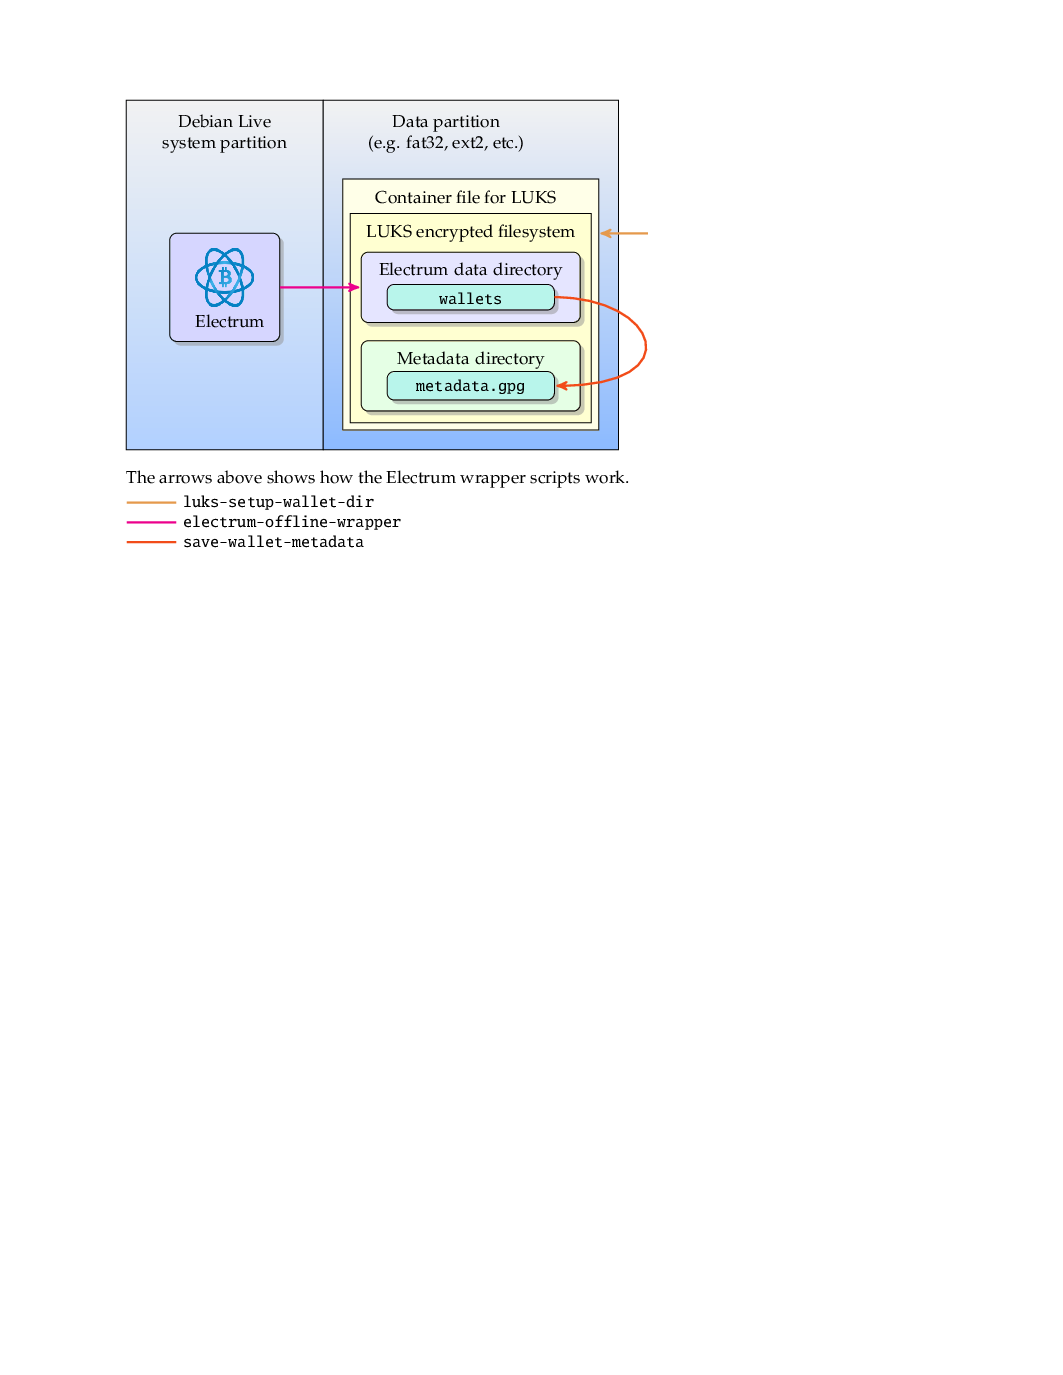 Debian Live
system partition
Data partition
(e.g. fat32, ext2, etc.)
Container file for LUKS
LUKS encrypted filesystem
Electrum data directory
wallets
Electrum
Metadata directory
metadata.gpg
The arrows above shows how the Electrum wrapper scripts work.
luks-setup-wallet-dir
electrum-offline-wrapper
save-wallet-metadata